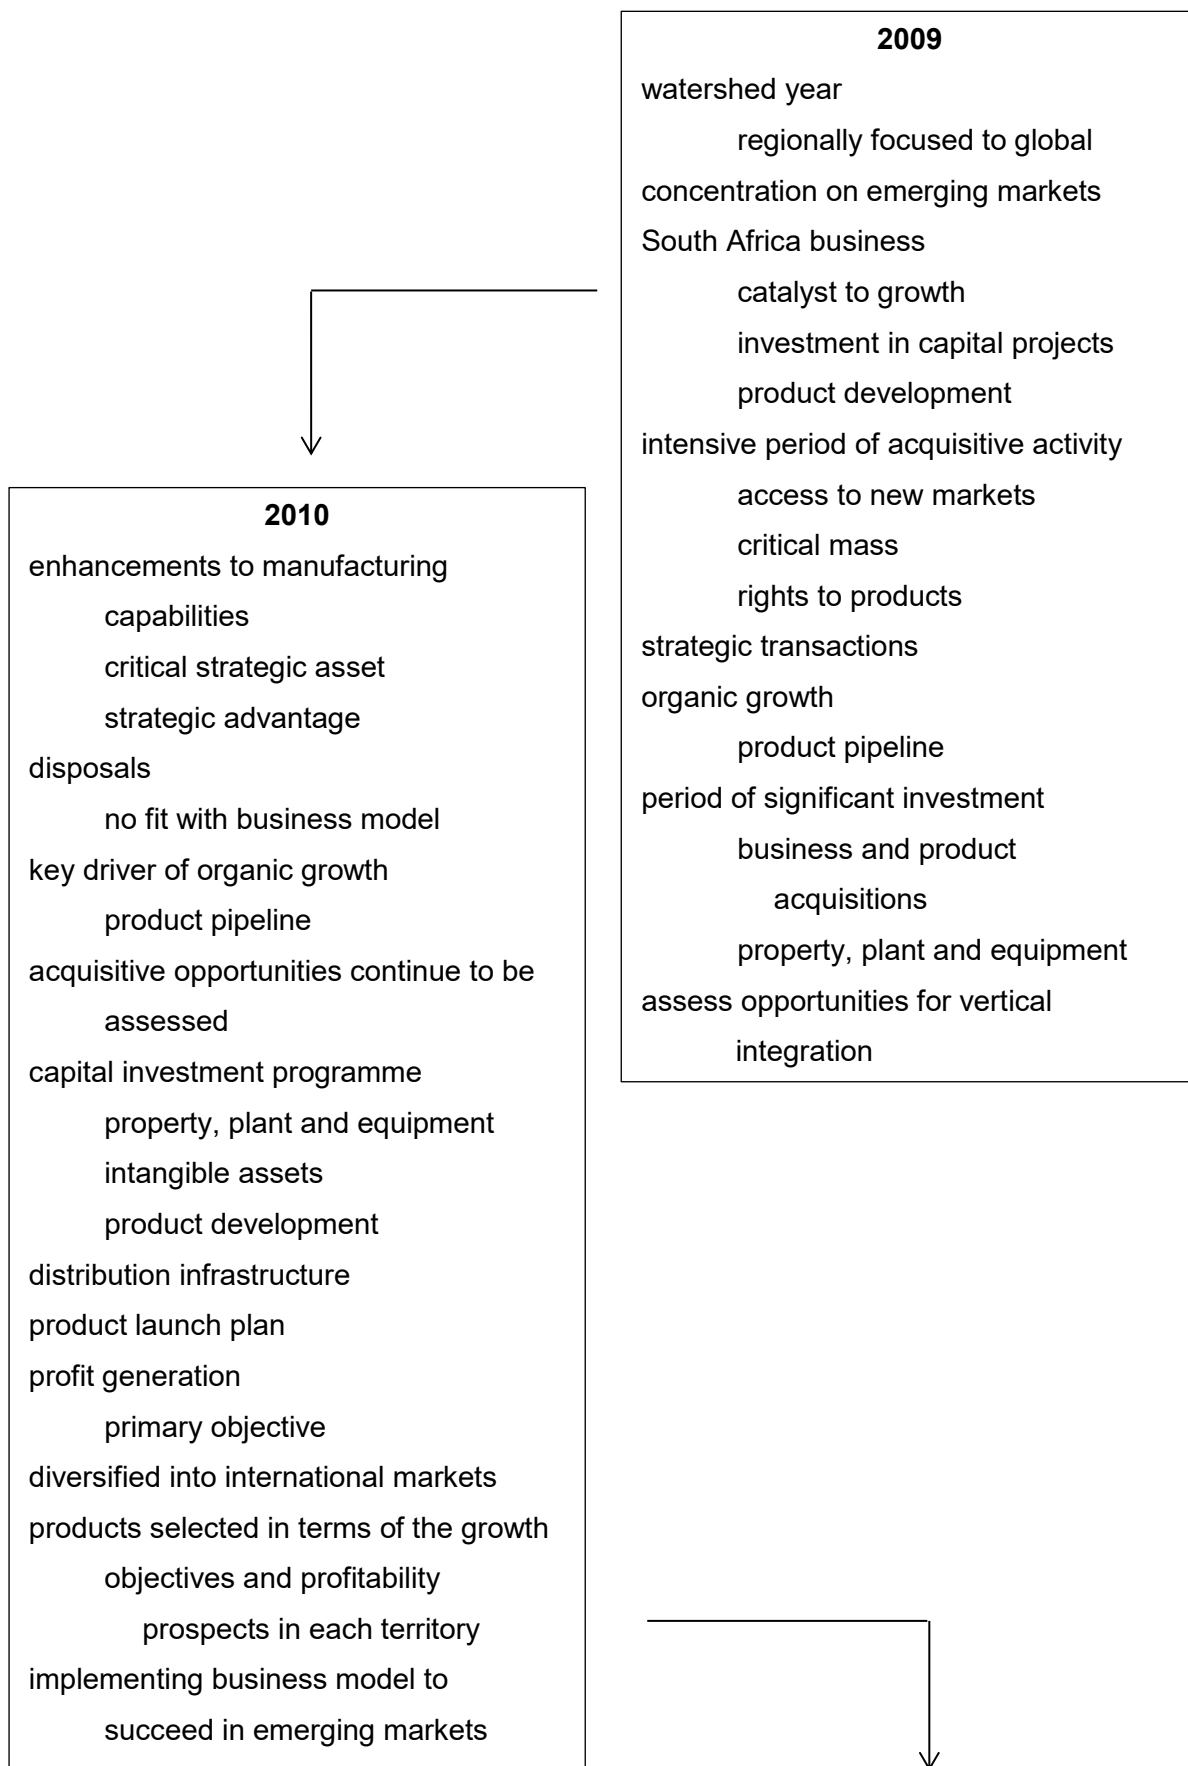 2009
watershed year
regionally focused to global
concentration on emerging markets
South Africa business
catalyst to growth
investment in capital projects
product development
intensive period of acquisitive activity
access to new markets
critical mass
rights to products
strategic transactions
organic growth
product pipeline
period of significant investment
business and product
acquisitions
property, plant and equipment
assess opportunities for vertical
integration
2010
enhancements to manufacturing
capabilities
critical strategic asset
strategic advantage
disposals
no fit with business model
key driver of organic growth
product pipeline
acquisitive opportunities continue to be
assessed
capital investment programme
property, plant and equipment
intangible assets
product development
distribution infrastructure
product launch plan
profit generation
primary objective
diversified into international markets
products selected in terms of the growth
objectives and profitability
prospects in each territory
implementing business model to
succeed in emerging markets